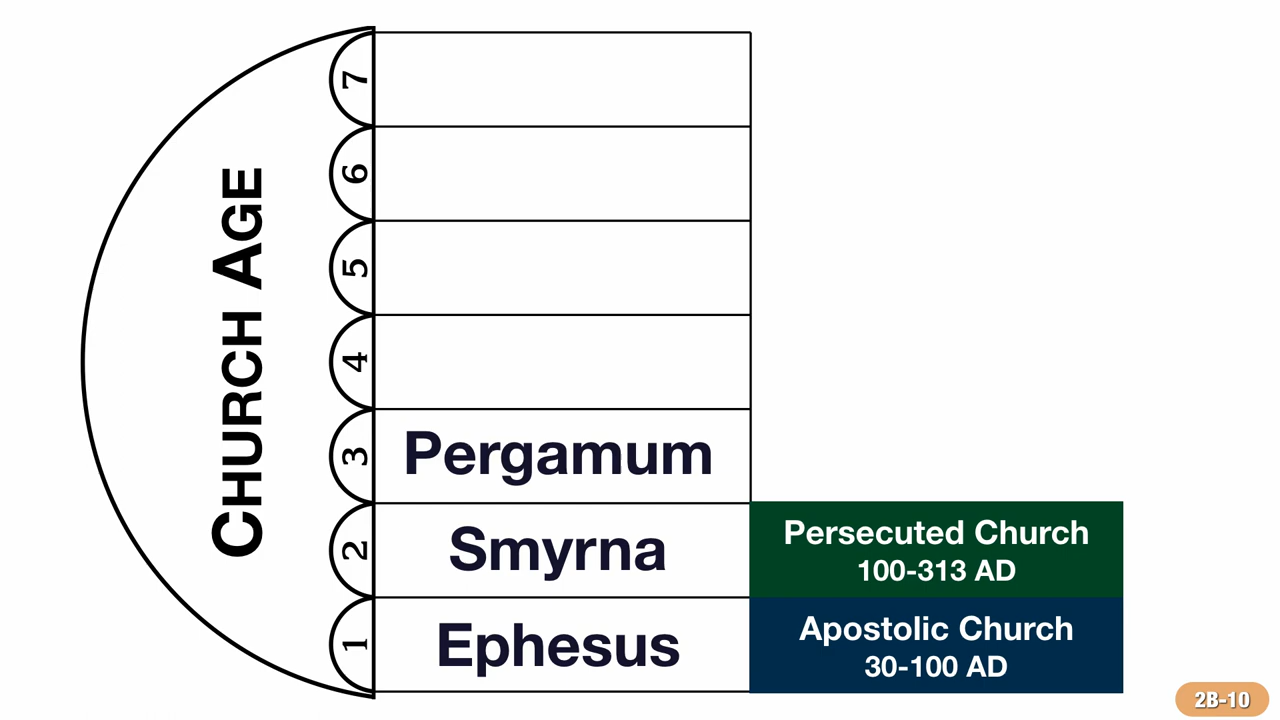 CHURCH AGE
7
6
5
4
3
Pergamum
2
Smyrna
Persecuted Church
100-313 AD
1
Ephesus
Apostolic Church
30-100 AD
2B-10